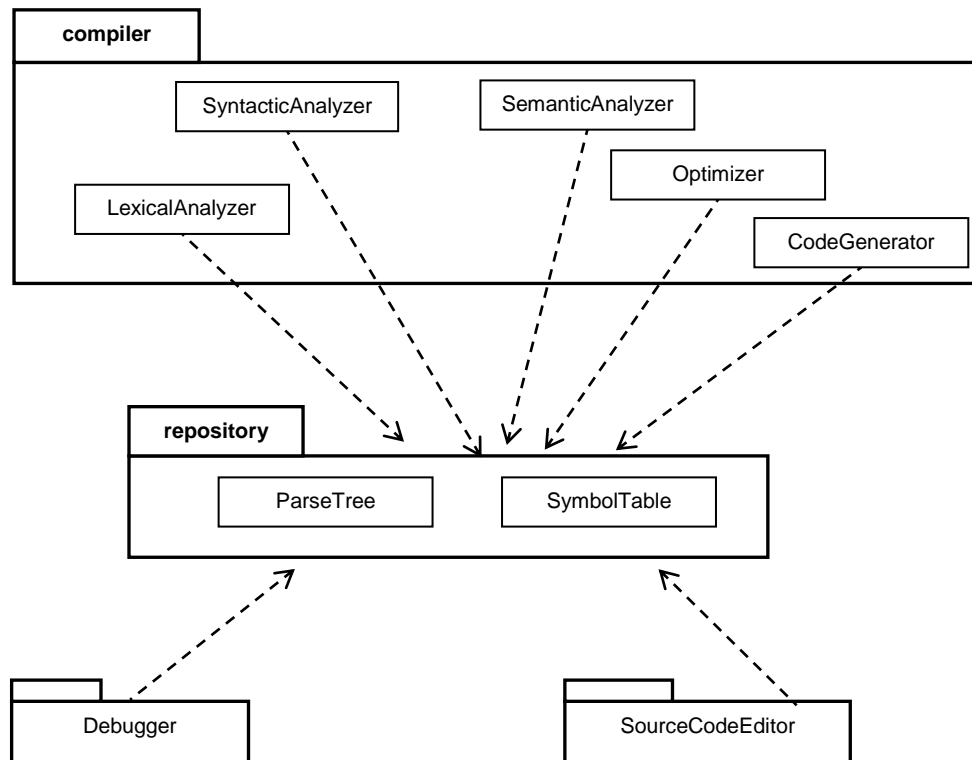 compiler
SyntacticAnalyzer
SemanticAnalyzer
Optimizer
LexicalAnalyzer
CodeGenerator
repository
ParseTree
SymbolTable
Debugger
SourceCodeEditor